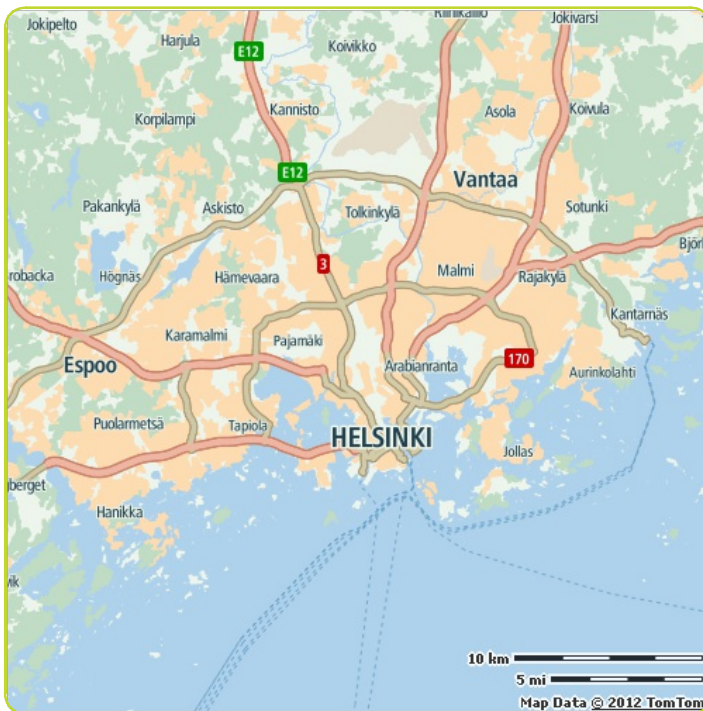 Jokipelto
Harjula
E12
Koivikko
Jokivarsi
Korpilampi
Kannisto
Asola
Koivula
E12
Vantaa
Pakankylä
Askisto
Tolkinkylä
Sotunki
Högnäs
Hämevaara
3
Malmi
Rajakylä
Kantarnäs
Karamalmi
Pajamäki
Espoo
Arabianranta
170
Aurinkolahti
Puolarmetsä
Tapiola
HELSINKI
Jollas
Hanikka
10 km
5 mi
Map Data © 2012 TomTom